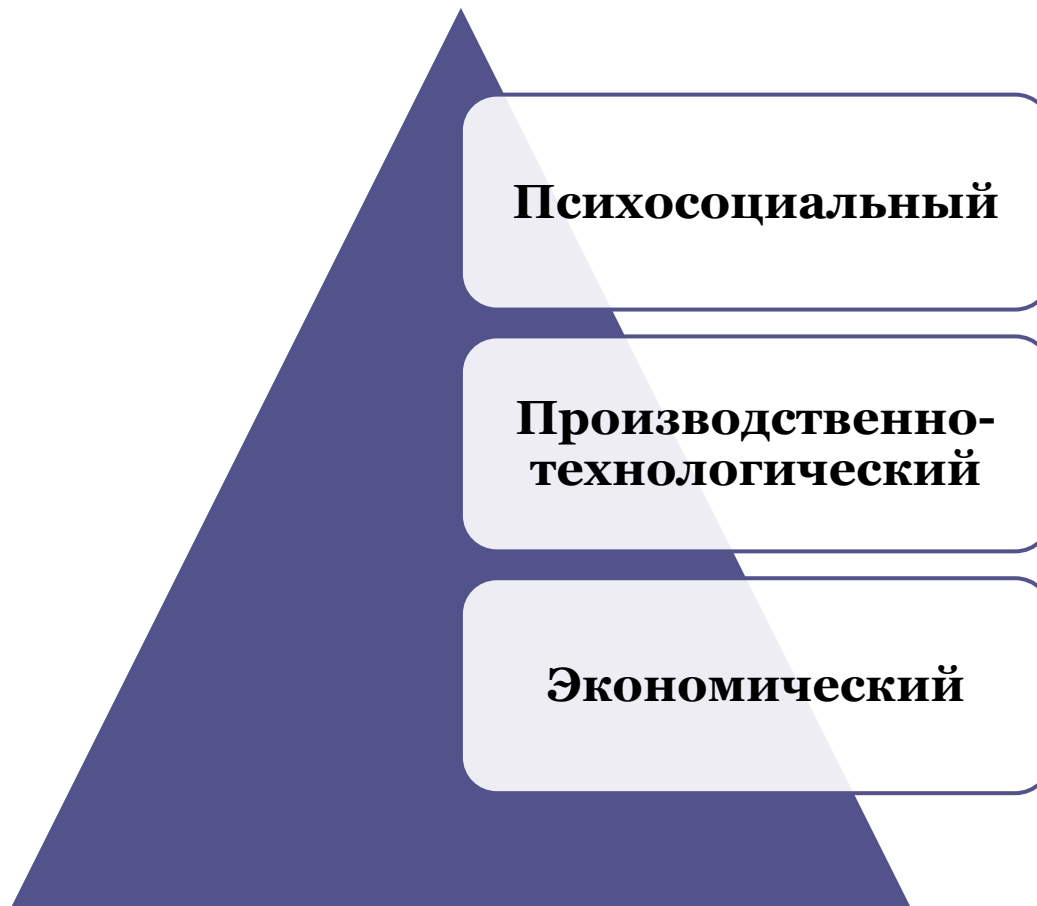 Психосоциальный
Производственно-
технологический
Экономический